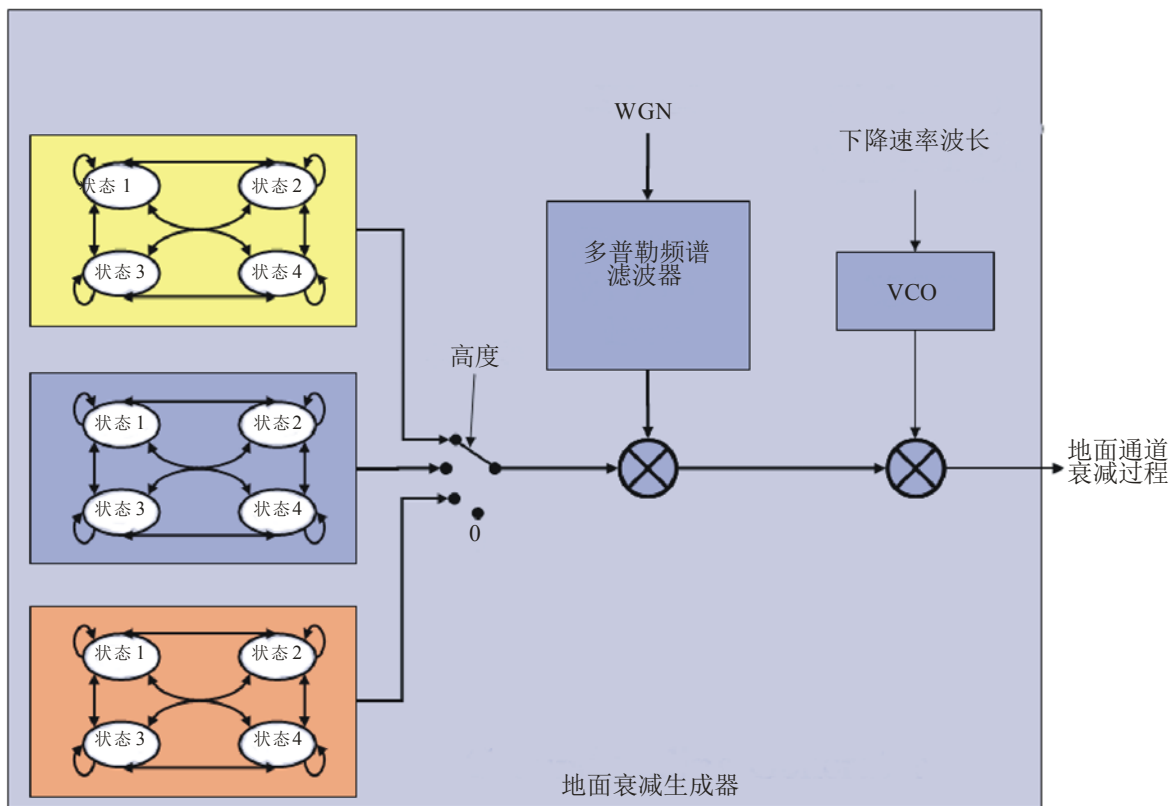 WGN
下降速率波长
状态 1
状态 2
状态 3
状态 4
多普勒频谱
滤波器
VCO
高度
状态 1
状态 2
状态 3
状态 4
0
地面通道
衰减过程
状态 1
状态 2
状态 3
状态 4
地面衰减生成器